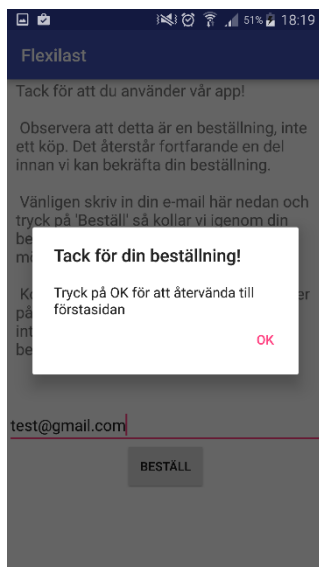 51% 18:19
Flexilast
Tack för att du använder vår app!
Observera att detta är en beställning, inte
ett köp. Det återstår fortfarande en del
innan vi kan bekräfta din beställning.
Vänligen skriv in din e-mail här nedan och
tryck på 'Beställ' så kollar vi igenom din
Tack för din beställning!
Tryck på OK för att återvända till
förstasidan
OK
test@gmail.com
BESTÄLL